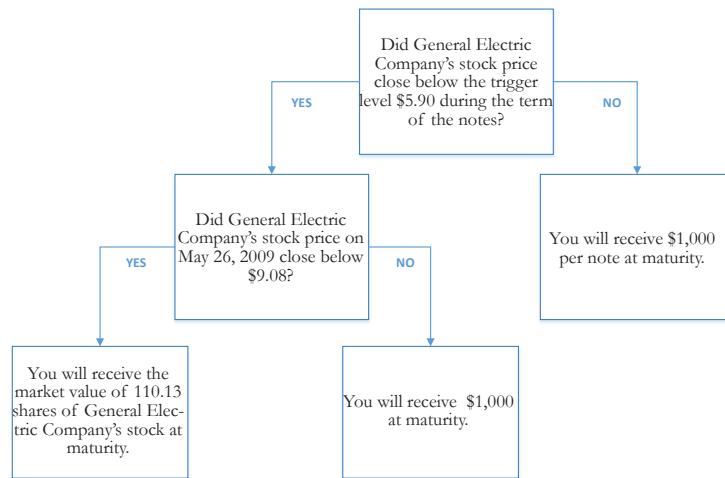 Did General Electric
Company's stock price
close below the trigger
level $5.90 during the term
of the notes?
YES
NO
Did General Electric
Company's stock price on
May 26, 2009 close below
$9.08?
You will receive $1,000
per note at maturity.
YES
NO
You will receive the
market value of 110.13
shares of General Elec-
tric Company's stock at
maturity.
You will receive $1,000
at maturity.